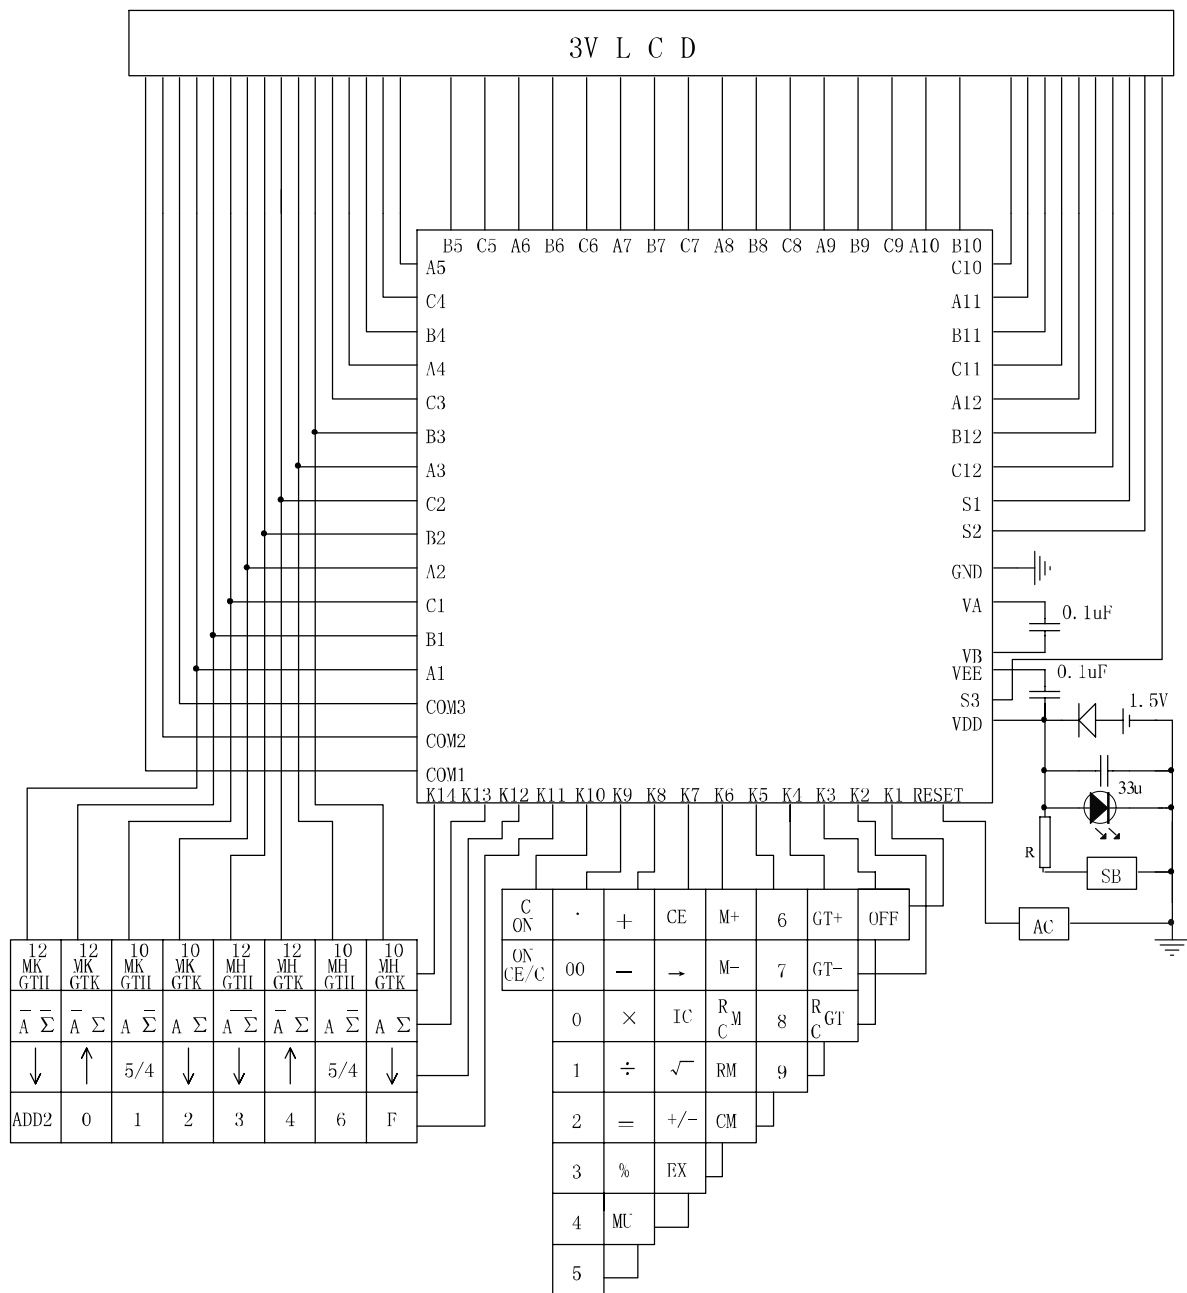 3V L C D
B5 C5 A6 B6 C6 A7 B7 C7 A8 B8 C8 A9 B9 C9 A10 B10
A5 C10
C4 A11
B4 B11
A4 C11
C3 A12
B3 B12
A3 C12
C2 S1
B2 S2
A2 GND
C1 VA
0.1uF
B1 VB
A1 VEE
0.1uF
COM3 S3
1.5V
COM2 VDD
COM1
33u
K14 K13 K12 K11 K10 K9 K8 K7 K6 K5 K4 K3 K2 K1 RESET
R
SB
AC
C ON · + CE M+ 6 GT+ OFF
ON CE/C 00 − → M− 7 GT−
0 × IC R C M 8 R C GT
1 ÷ √ RM 9
2 = +/− CM
3 % EX
4 MU
5
12 12 10 10 12 12 10 10
MK MK MK MK MH MH MH MH
GTH GTK GTH GTK GTH GTK GTH GTK
A̅ Σ̅ A̅ Σ A Σ̅ A Σ A̅ Σ̅ A̅ Σ A Σ̅ A Σ
↓ ↑ 5/4 ↓ ↓ ↑ 5/4 ↓
ADD2 0 1 2 3 4 6 F